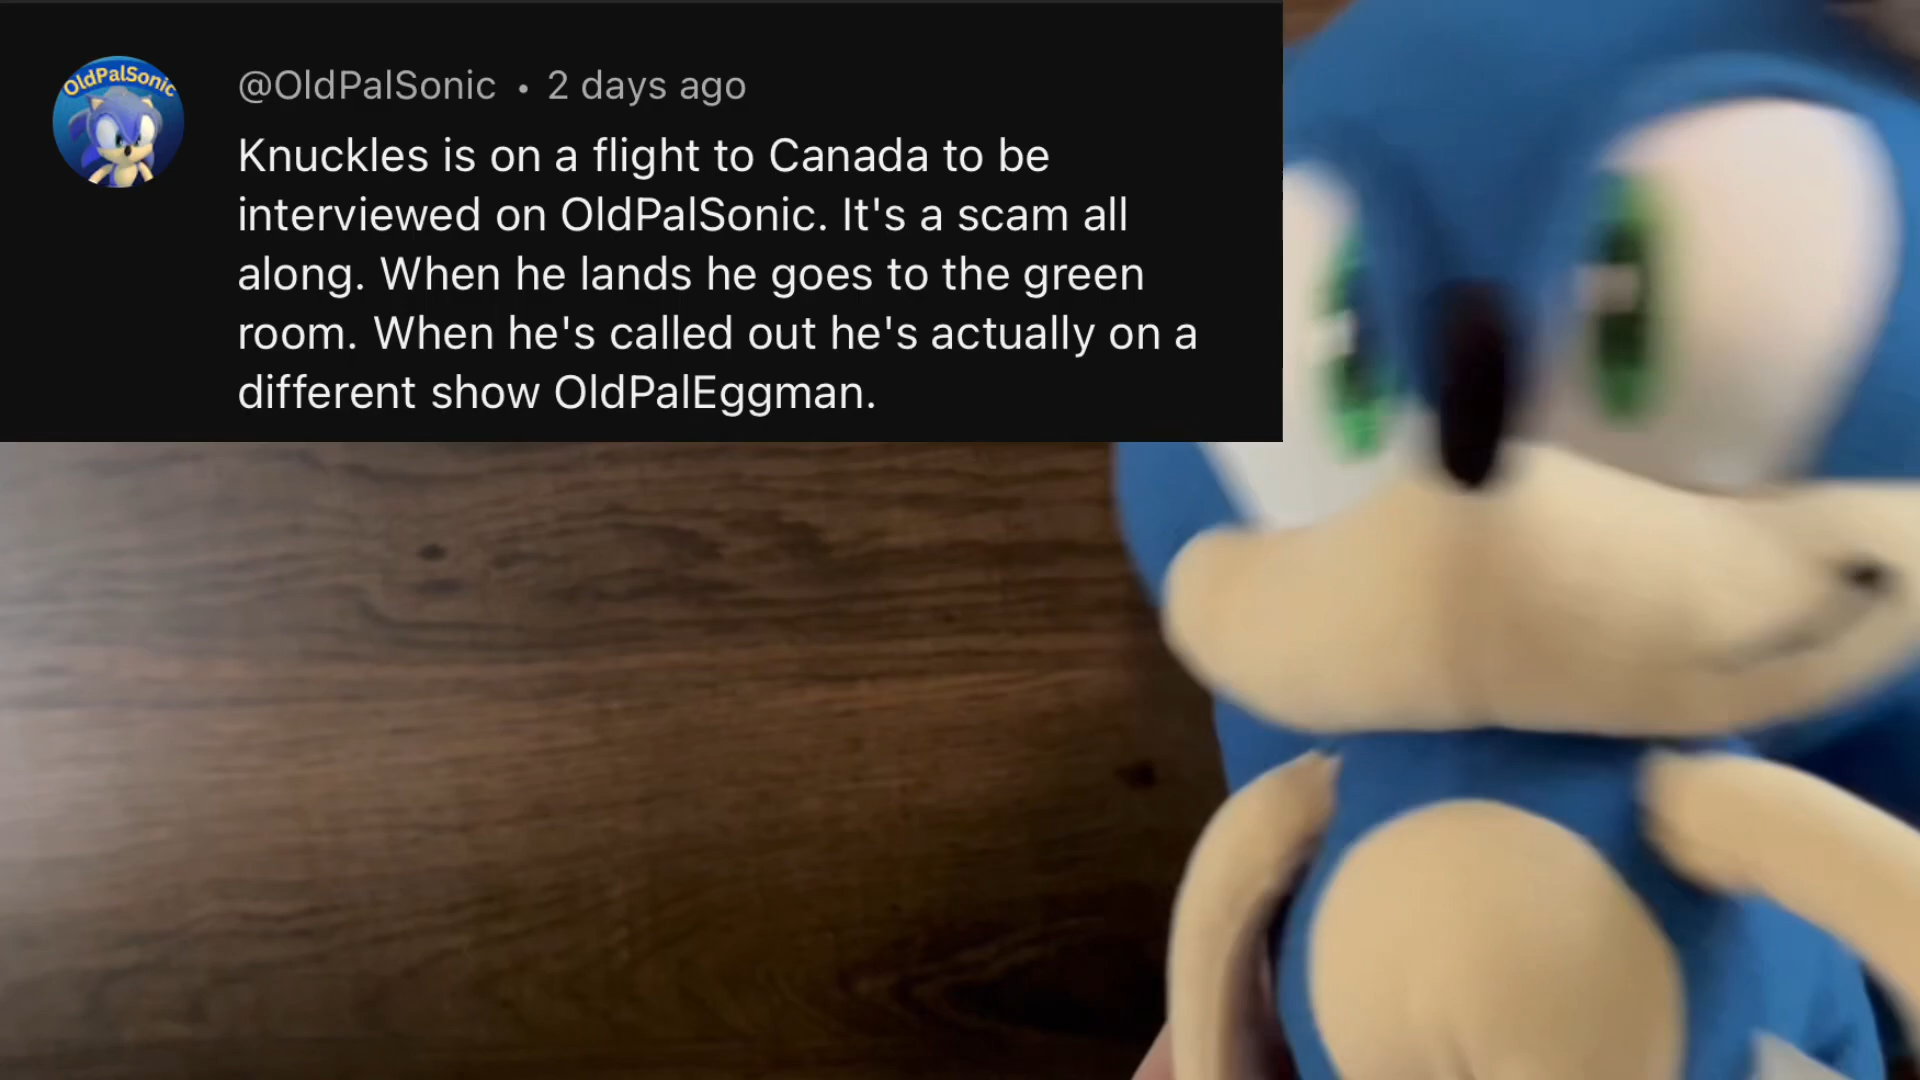 OldPalSonic
@OldPalSonic • 2 days ago
Knuckles is on a flight to Canada to be
interviewed on OldPalSonic. It's a scam all
along. When he lands he goes to the green
room. When he's called out he's actually on a
different show OldPalEggman.